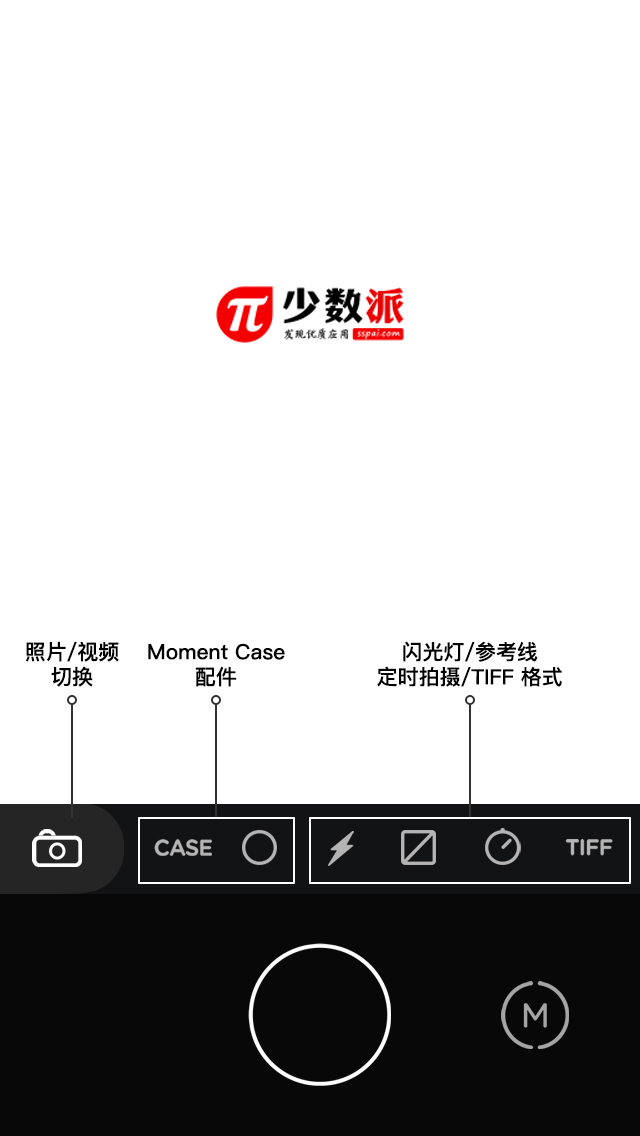 少数派
发现优质应用 sspai.com
照片/视频
切换
Moment Case
配件
闪光灯/参考线
定时拍摄/TIFF 格式
CASE
TIFF
M